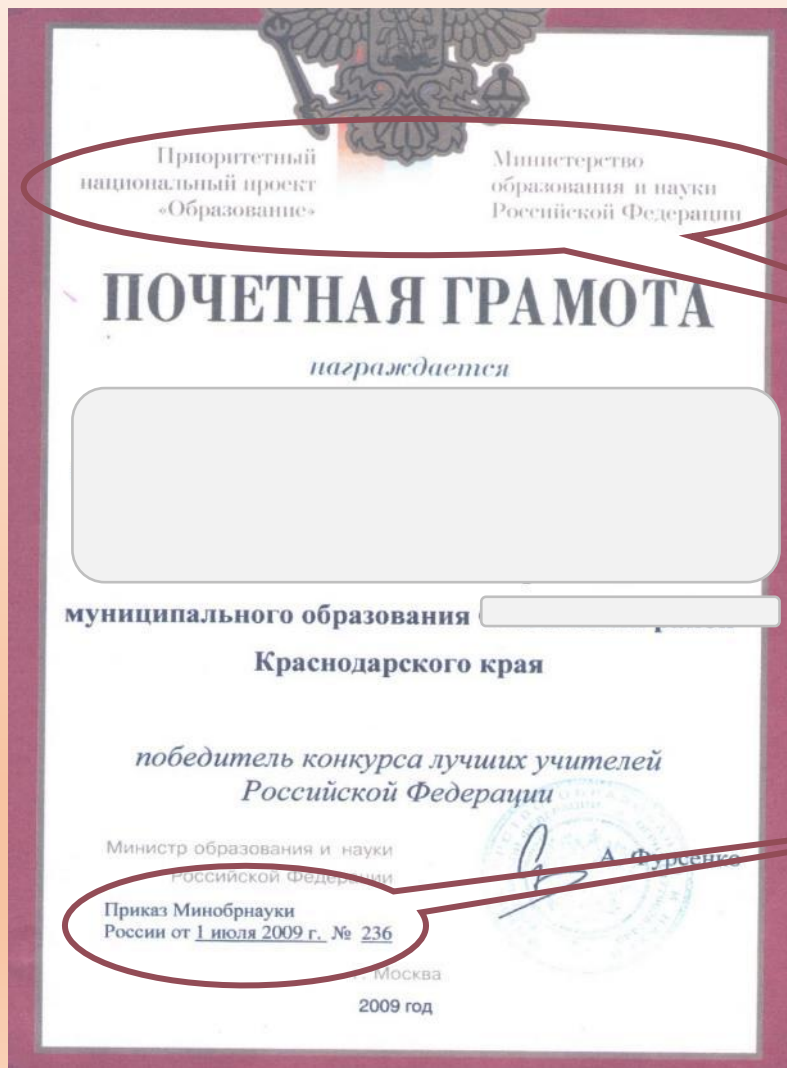 Приоритетный
национальный проект
«Образование»
Министерство
образования и науки
Российской Федерации
ПОЧЕТНАЯ ГРАМОТА
награждается
муниципального образования
Краснодарского края
победитель конкурса лучших учителей
Российской Федерации
Министр образования и науки
Российской Федерации
А. Фурсенко
Приказ Минобрнауки
России от 1 июля 2009 г. № 236
г. Москва
2009 год